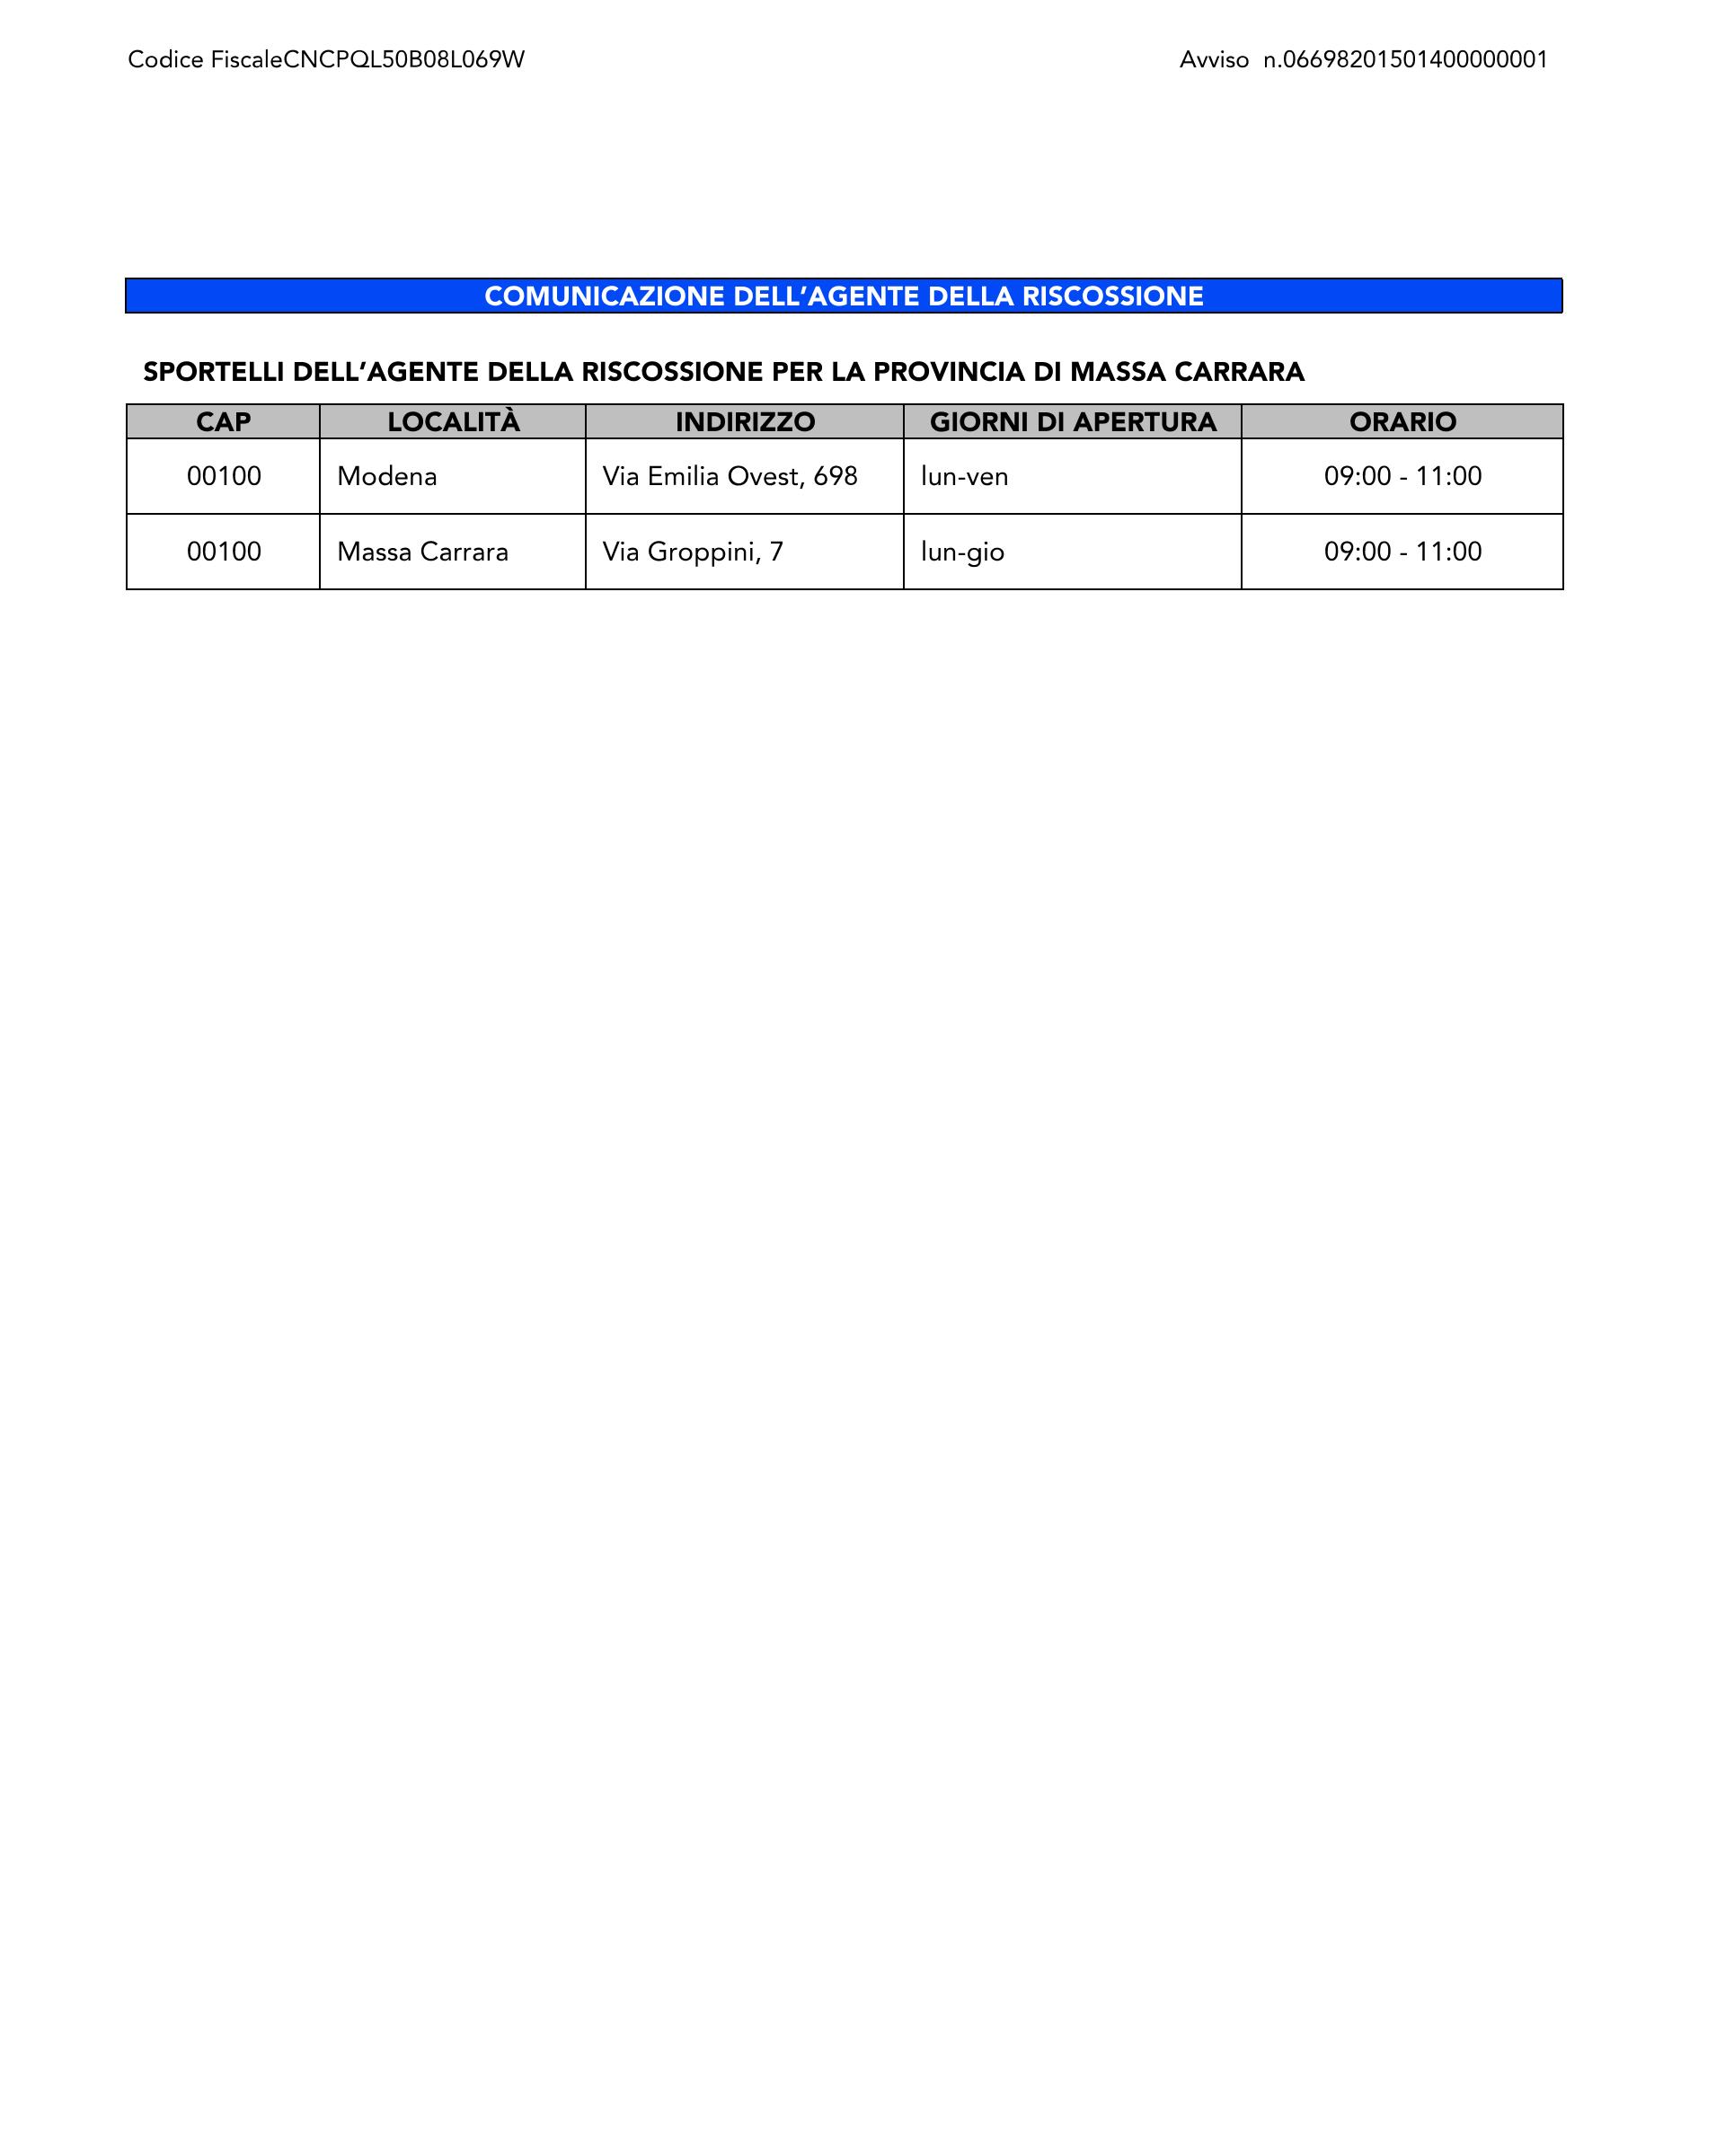 Codice FiscaleCNCPQL50B08L069W Avviso n.06698201501400000001
COMUNICAZIONE DELL’AGENTE DELLA RISCOSSIONE
SPORTELLI DELL’AGENTE DELLA RISCOSSIONE PER LA PROVINCIA DI MASSA CARRARA
CAP LOCALITÀ INDIRIZZO GIORNI DI APERTURA ORARIO
00100 Modena Via Emilia Ovest, 698 lun-ven 09:00 - 11:00
00100 Massa Carrara Via Groppini, 7 lun-gio 09:00 - 11:00